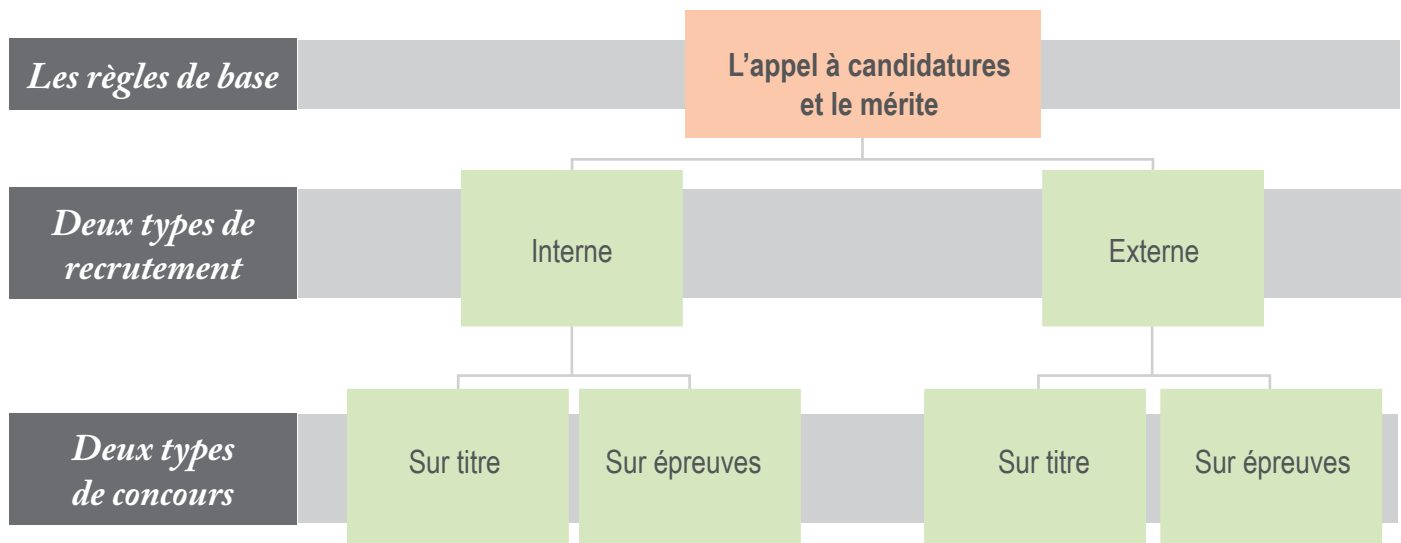 Les règles de base
L’appel à candidatures
et le mérite
Deux types de
recrutement
Interne
Externe
Deux types
de concours
Sur titre
Sur épreuves
Sur titre
Sur épreuves